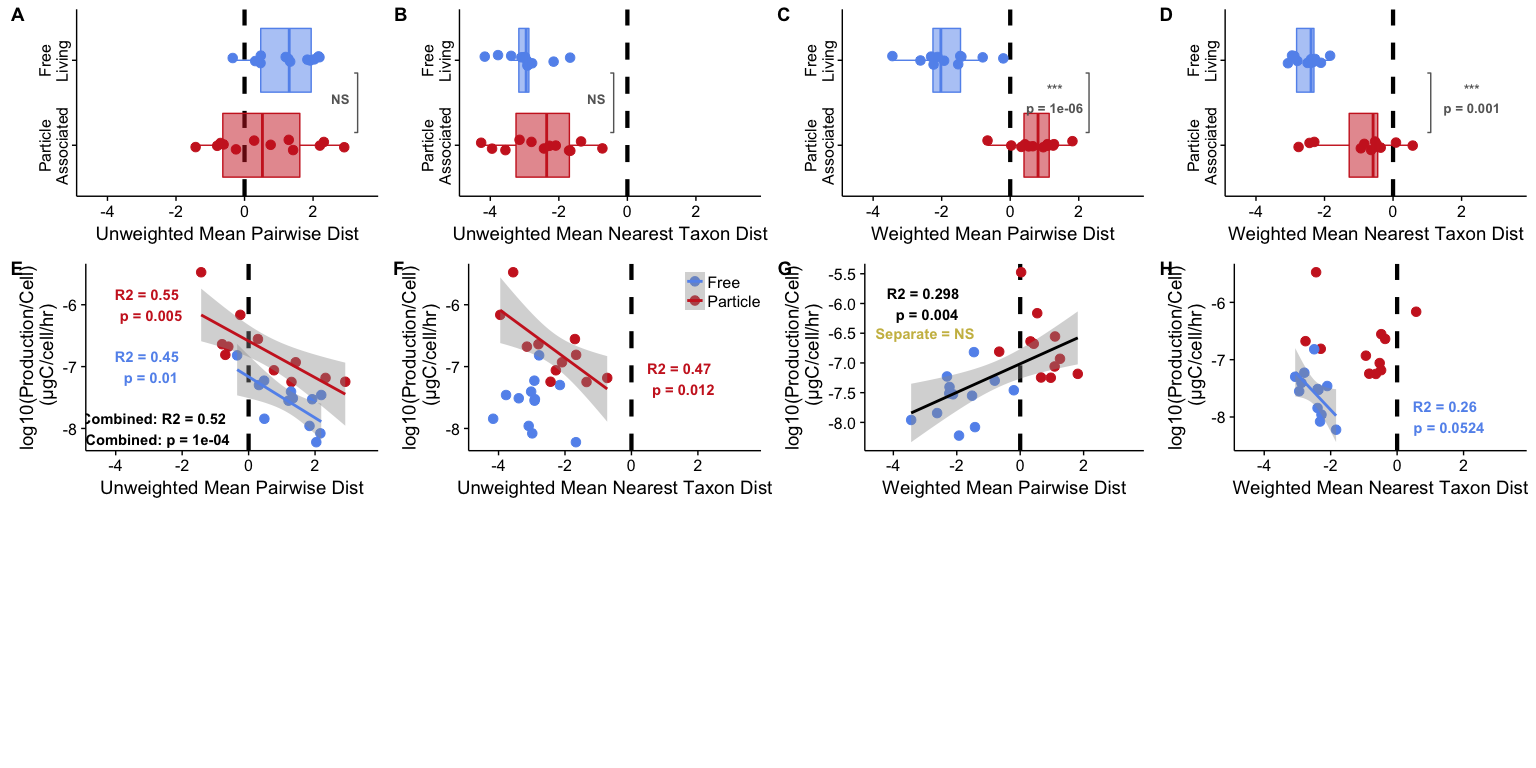 A
Free
Living
Particle
Associated
NS
-4 -2 0 2
Unweighted Mean Pairwise Dist
B
Free
Living
Particle
Associated
NS
-4 -2 0 2
Unweighted Mean Nearest Taxon Dist
C
Free
Living
Particle
Associated
***
p = 1e-06
-4 -2 0 2
Weighted Mean Pairwise Dist
D
Free
Living
Particle
Associated
***
p = 0.001
-4 -2 0 2
Weighted Mean Nearest Taxon Dist
E
log10(Production/Cell)
(μgC/cell/hr)
-6
-7
-8
R2 = 0.55
p = 0.005
R2 = 0.45
p = 0.01
Combined: R2 = 0.52
Combined: p = 1e-04
-4 -2 0 2
Unweighted Mean Pairwise Dist
F
log10(Production/Cell)
(μgC/cell/hr)
-6
-7
-8
Free
Particle
R2 = 0.47
p = 0.012
-4 -2 0 2
Unweighted Mean Nearest Taxon Dist
G
log10(Production/Cell)
(μgC/cell/hr)
-5.5
-6.0
-6.5
-7.0
-7.5
-8.0
R2 = 0.298
p = 0.004
Separate = NS
-4 -2 0 2
Weighted Mean Pairwise Dist
H
log10(Production/Cell)
(μgC/cell/hr)
-6
-7
-8
R2 = 0.26
p = 0.0524
-4 -2 0 2
Weighted Mean Nearest Taxon Dist